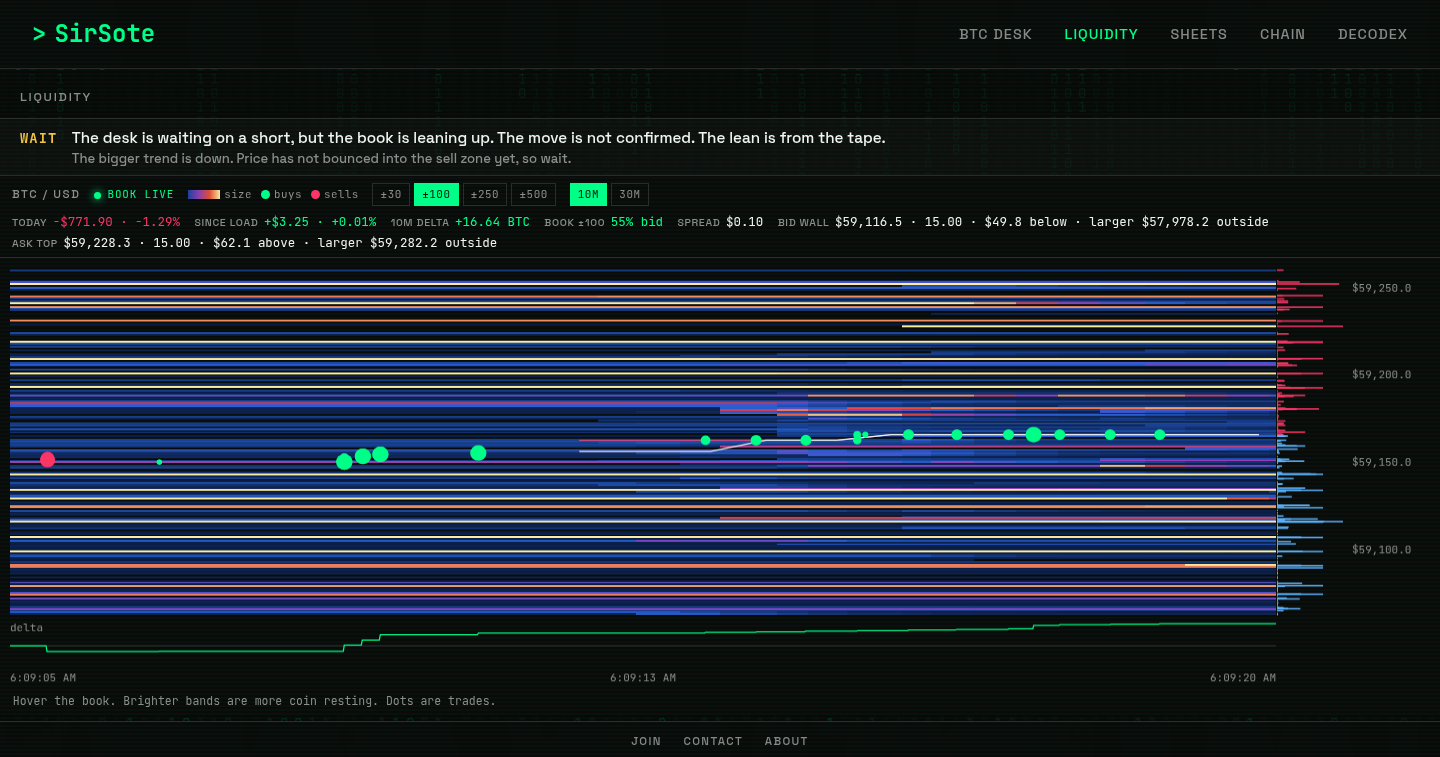 > SirSote
BTC DESK LIQUIDITY SHEETS CHAIN DECODEX
LIQUIDITY
WAIT The desk is waiting on a short, but the book is leaning up. The move is not confirmed. The lean is from the tape.
The bigger trend is down. Price has not bounced into the sell zone yet, so wait.
BTC / USD BOOK LIVE size buys sells ±30 ±100 ±250 ±500 10M 30M
TODAY -$771.90 · -1.29% SINCE LOAD +$3.25 · +0.01% 10M DELTA +16.64 BTC BOOK ±100 55% bid SPREAD $0.10 BID WALL $59,116.5 · 15.00 · $49.8 below · larger $57,978.2 outside
ASK TOP $59,228.3 · 15.00 · $62.1 above · larger $59,282.2 outside
$59,250.0
$59,200.0
$59,150.0
$59,100.0
delta
6:09:05 AM 6:09:13 AM 6:09:20 AM
Hover the book. Brighter bands are more coin resting. Dots are trades.
JOIN CONTACT ABOUT